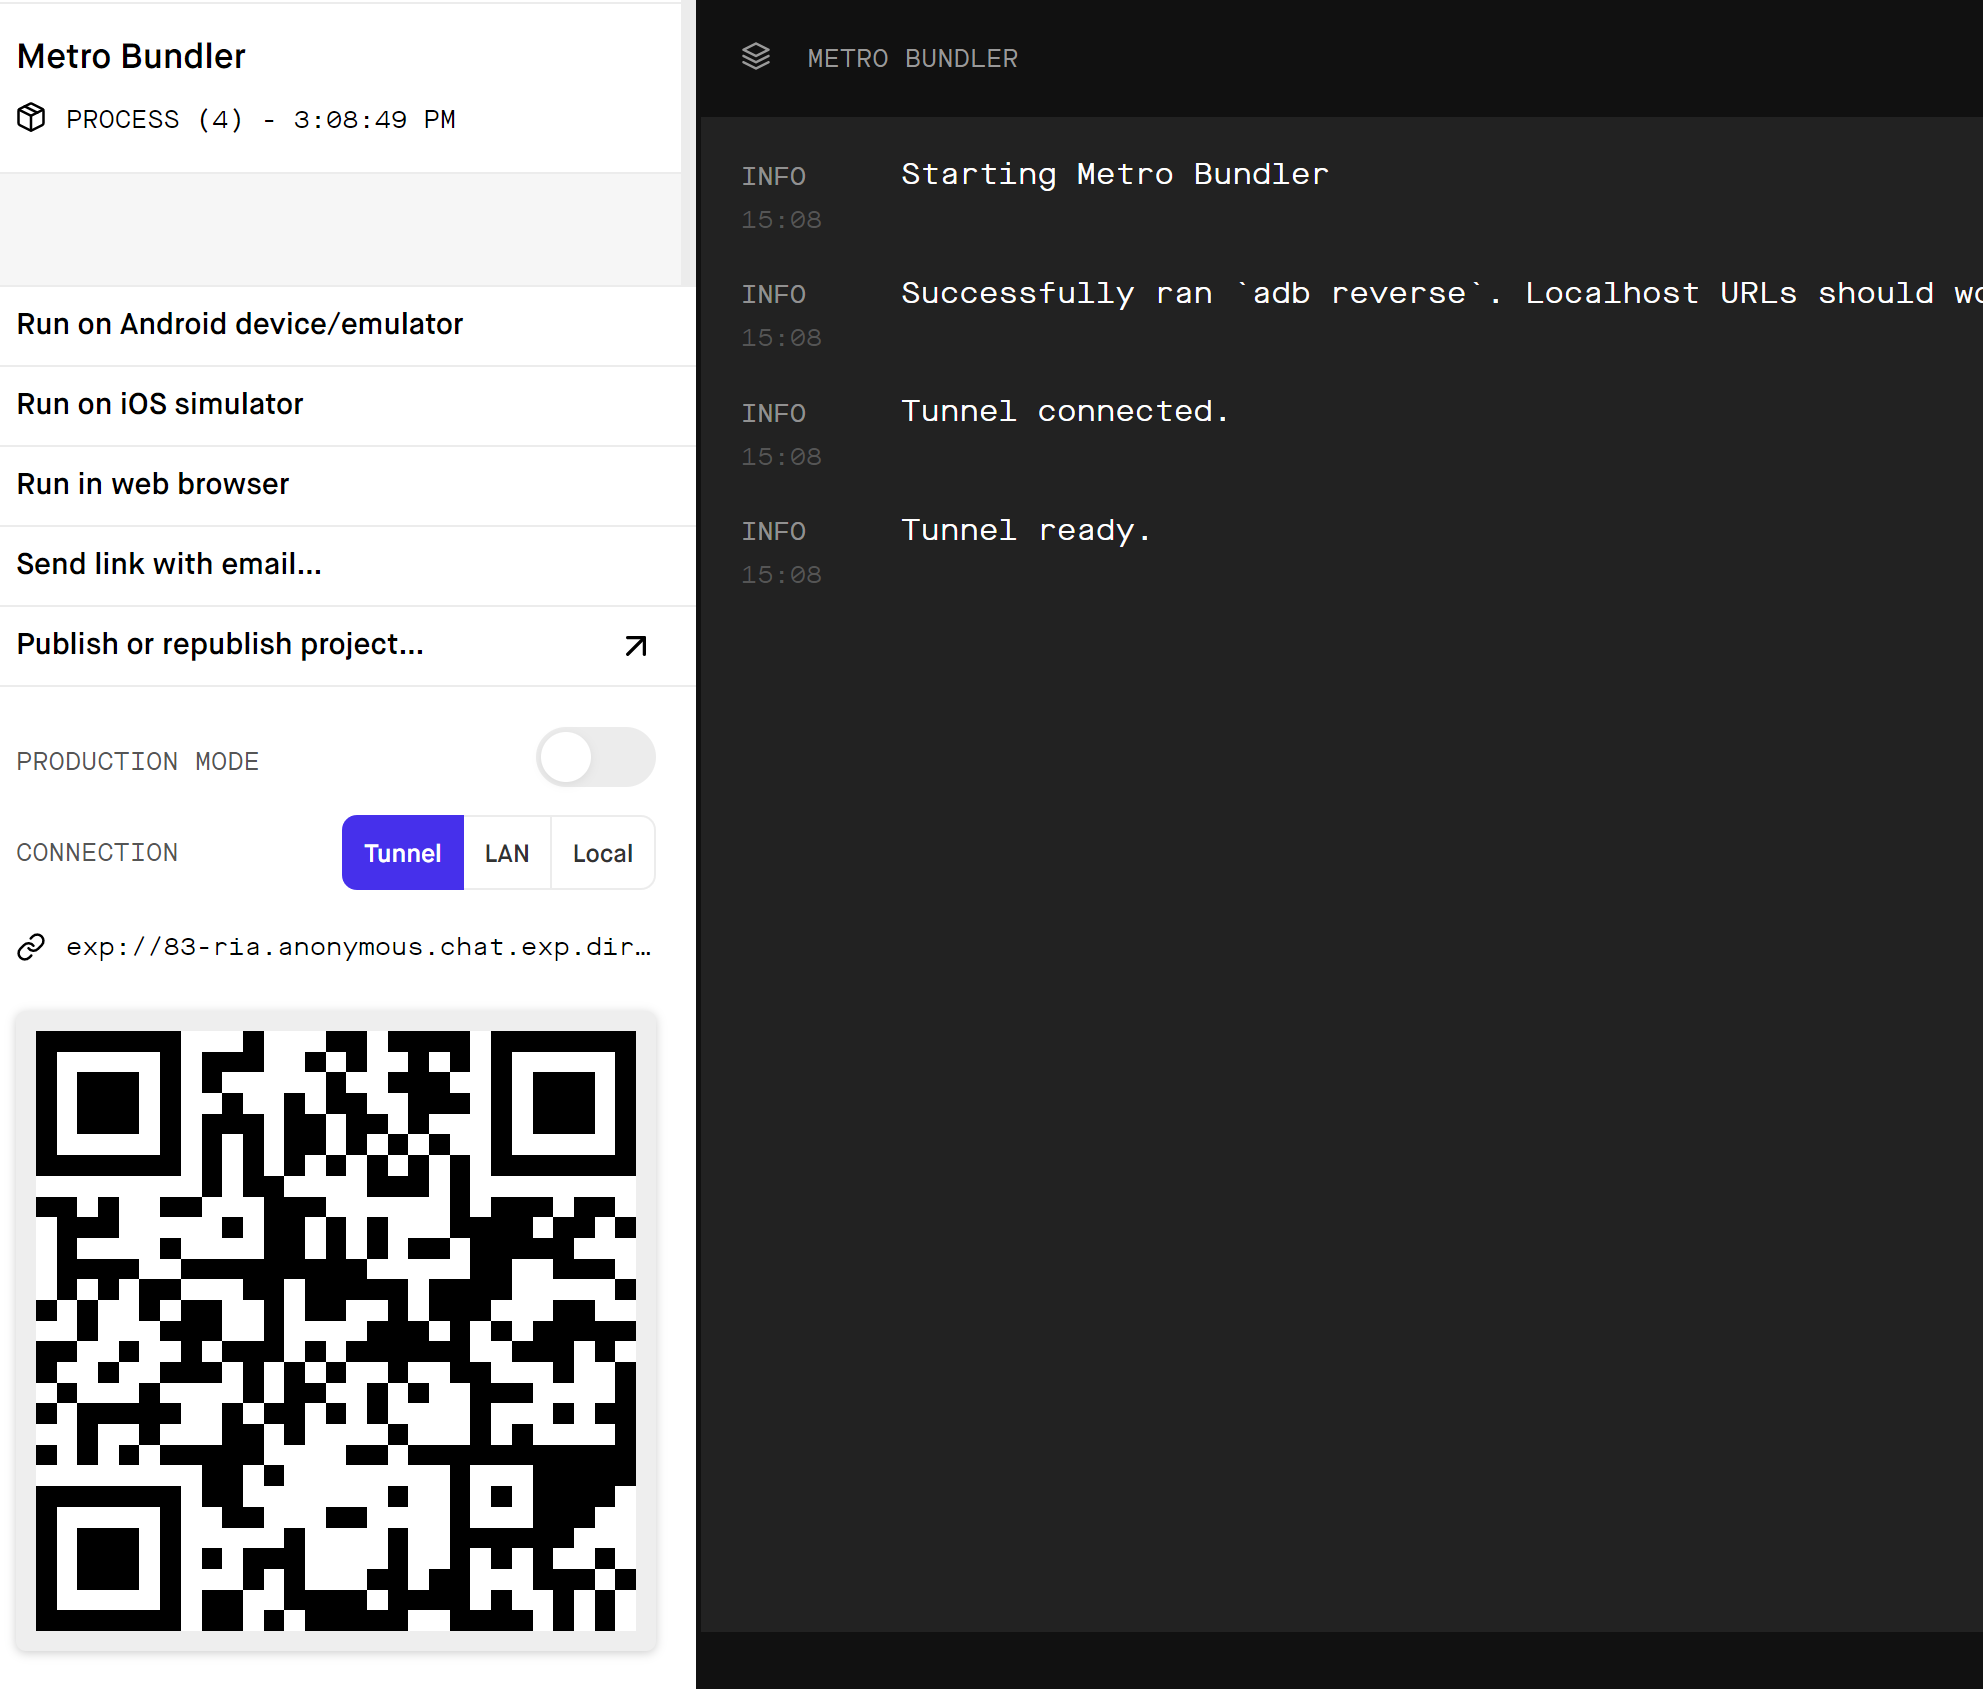 Metro Bundler
PROCESS (4) - 3:08:49 PM
Run on Android device/emulator
Run on iOS simulator
Run in web browser
Send link with email...
Publish or republish project...
PRODUCTION MODE
CONNECTION
Tunnel
LAN
Local
exp://83-ria.anonymous.chat.exp.dir…
METRO BUNDLER
INFO Starting Metro Bundler
15:08
INFO Successfully ran `adb reverse`. Localhost URLs should
15:08
INFO Tunnel connected.
15:08
INFO Tunnel ready.
15:08